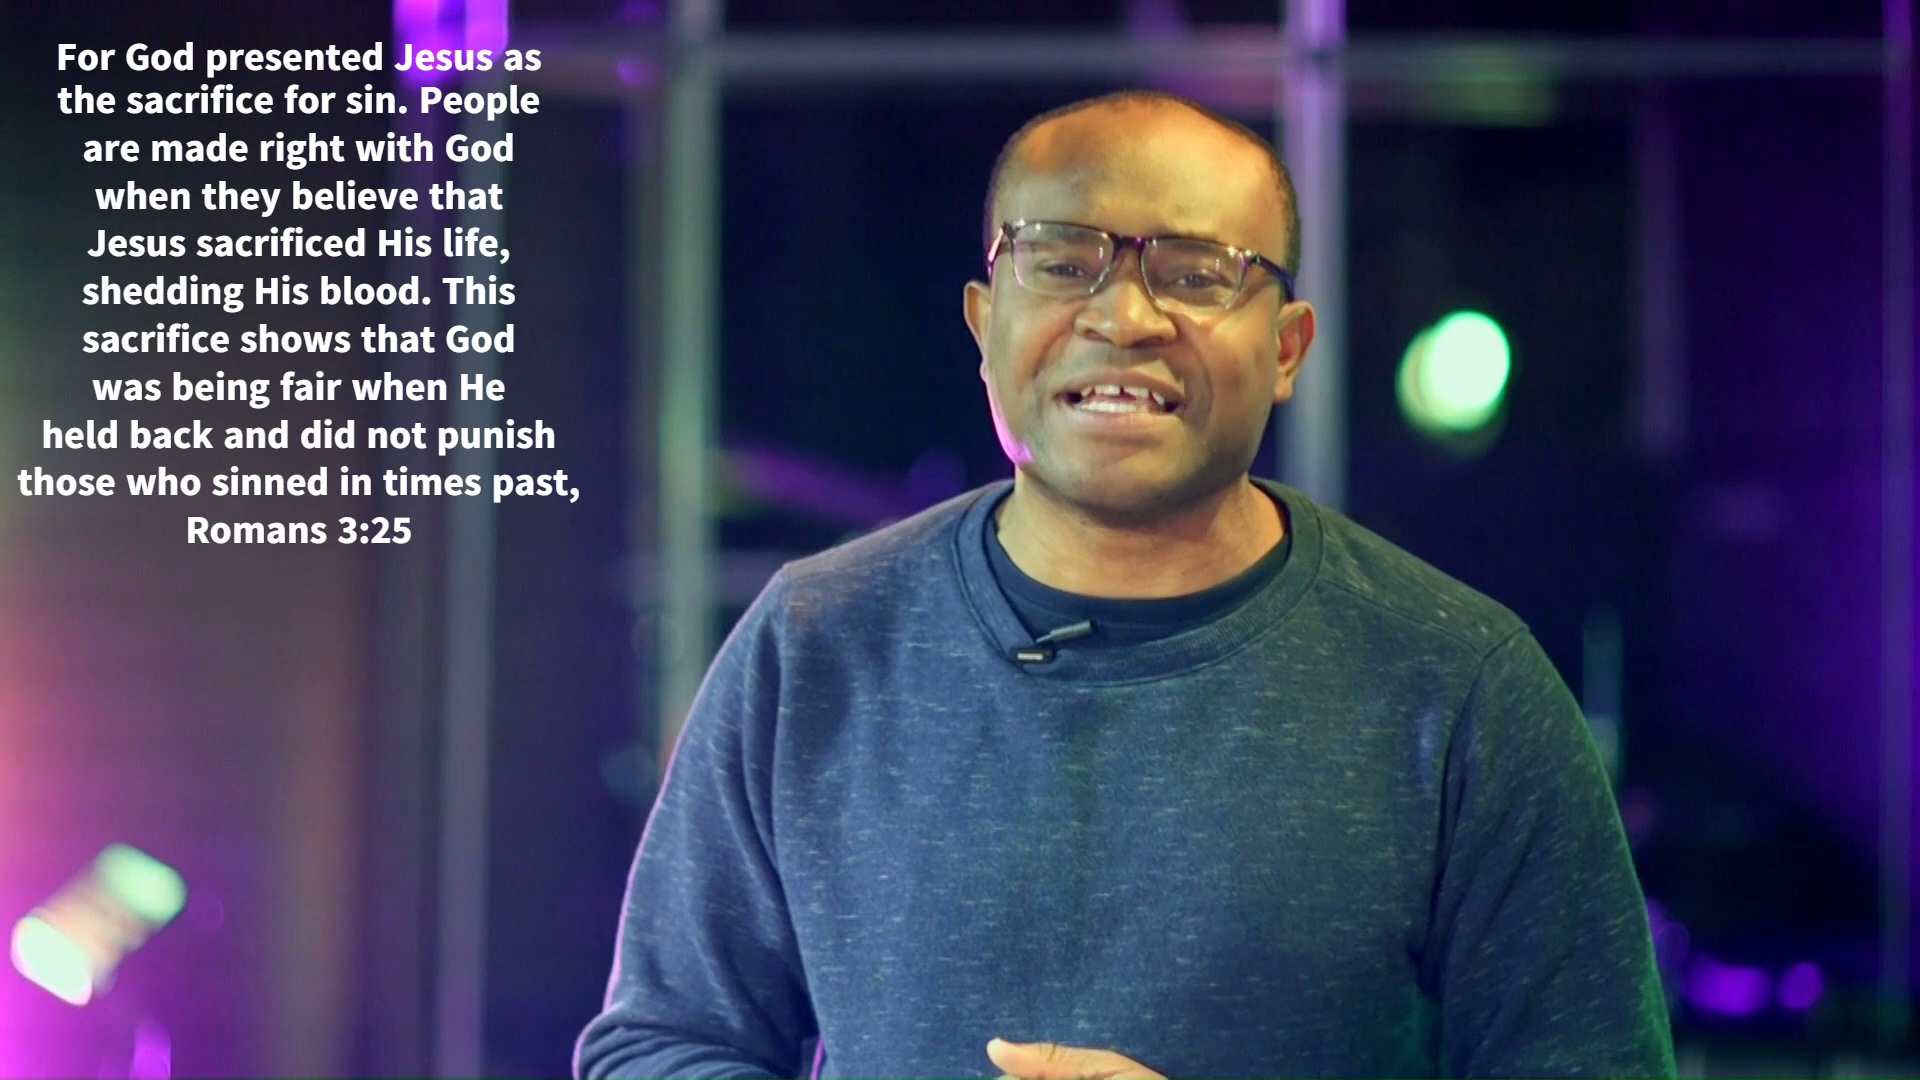 For God presented Jesus as
the sacrifice for sin. People
are made right with God
when they believe that
Jesus sacrificed His life,
shedding His blood. This
sacrifice shows that God
was being fair when He
held back and did not punish
those who sinned in times past,
Romans 3:25